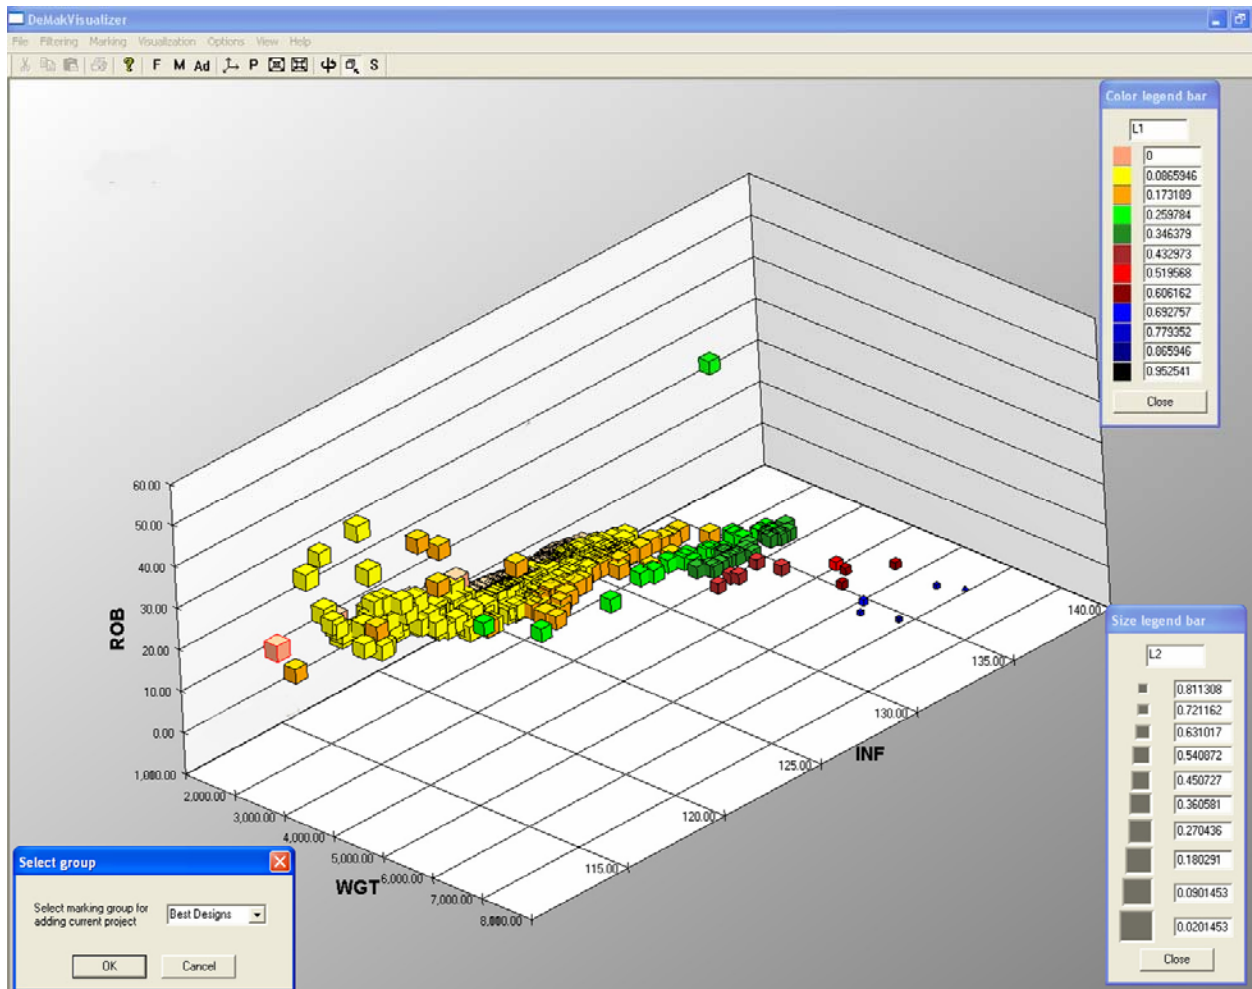 DeMakVisualizer
File Filtering Marking Visualization Options View Help
F M Ad P S
Color legend bar
L1
0
0.0865946
0.173189
0.259784
0.346379
0.432973
0.519568
0.606162
0.692757
0.779352
0.865946
0.952541
Close
60.00
50.00
40.00
30.00
20.00
10.00
0.00
ROB
2,000.00
3,000.00
4,000.00
5,000.00
6,000.00
7,000.00
WGT
115.00
120.00
125.00
130.00
135.00
140.00
INF
Size legend bar
L2
0.811308
0.721162
0.631017
0.540872
0.450727
0.360581
0.270436
0.180291
0.0901453
0.0201453
Close
Select group
Select marking group for
adding current project
Best Designs
OK
Cancel